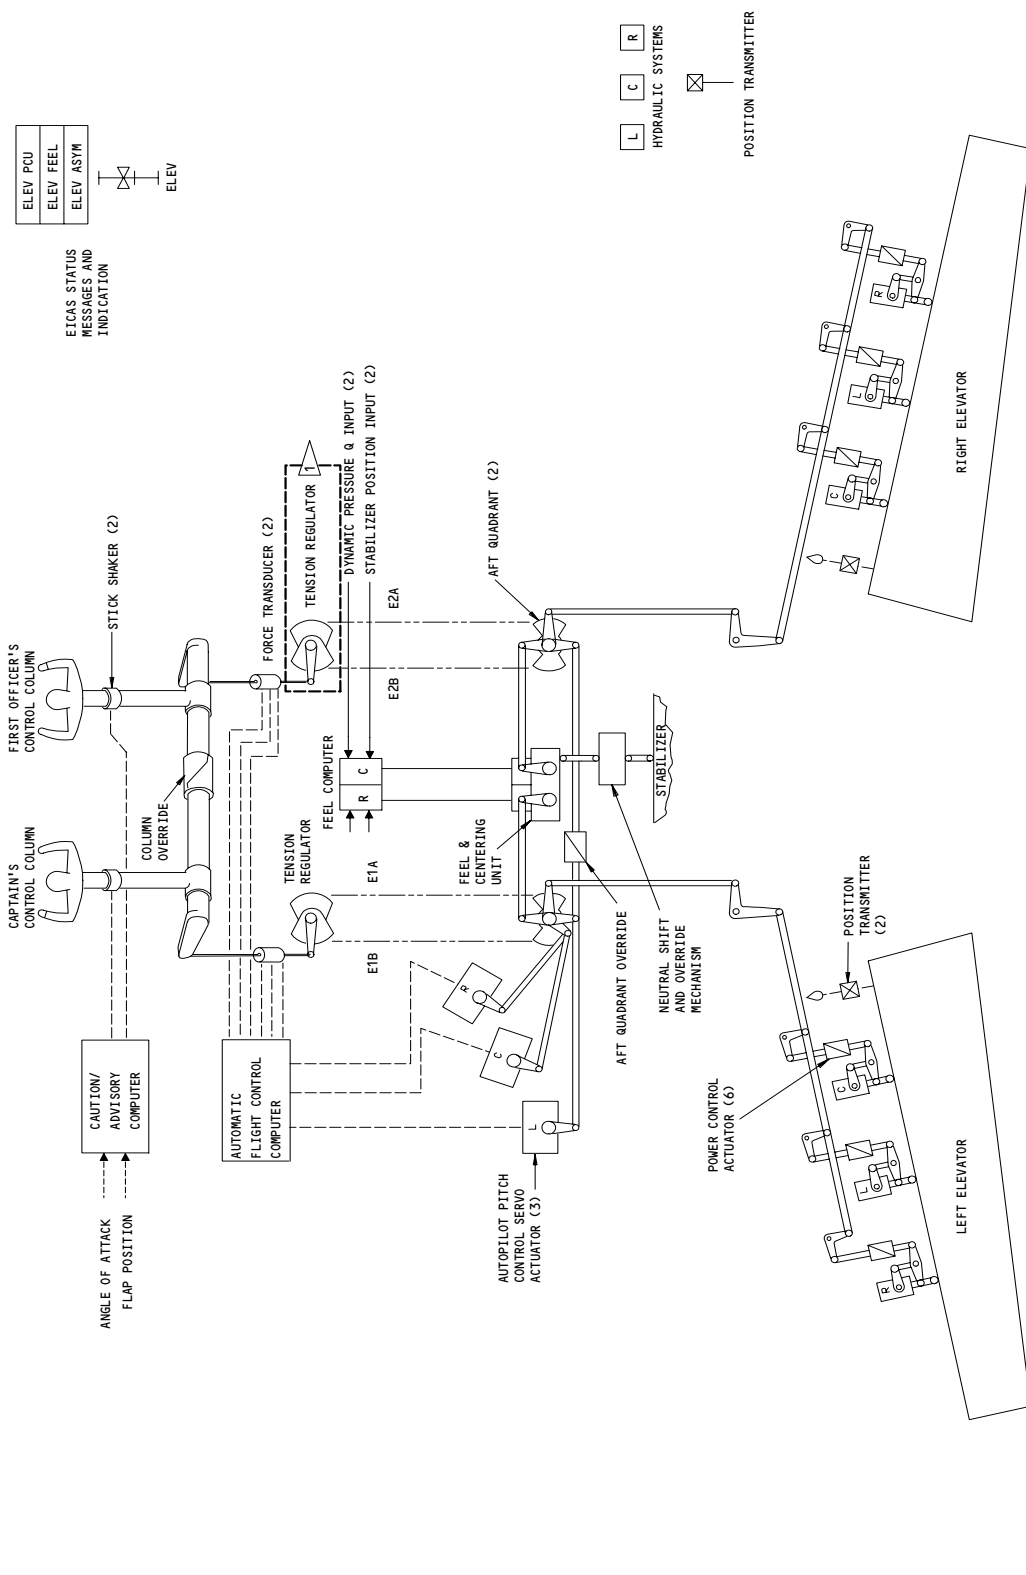 ELEV PCU
ELEV FEEL
ELEV ASYM
ELEV
EICAS STATUS
MESSAGES AND
INDICATION
L
C
R
HYDRAULIC SYSTEMS
POSITION TRANSMITTER
CAPTAIN'S
CONTROL COLUMN
FIRST OFFICER'S
CONTROL COLUMN
STICK SHAKER (2)
COLUMN
OVERRIDE
ANGLE OF ATTACK
FLAP POSITION
CAUTION/
ADVISORY
COMPUTER
AUTOMATIC
FLIGHT CONTROL
COMPUTER
FORCE TRANSDUCER (2)
TENSION
REGULATOR
TENSION REGULATOR
1
DYNAMIC PRESSURE Q INPUT (2)
STABILIZER POSITION INPUT (2)
FEEL COMPUTER
R
C
E1B
E1A
E2B
E2A
AFT QUADRANT (2)
FEEL &
CENTERING
UNIT
AUTOPILOT PITCH
CONTROL SERVO
ACTUATOR (3)
L
C
R
AFT QUADRANT OVERRIDE
NEUTRAL SHIFT
AND OVERRIDE
MECHANISM
STABILIZER
POWER CONTROL
ACTUATOR (6)
POSITION
TRANSMITTER
(2)
R
L
C
LEFT ELEVATOR
C
L
R
RIGHT ELEVATOR